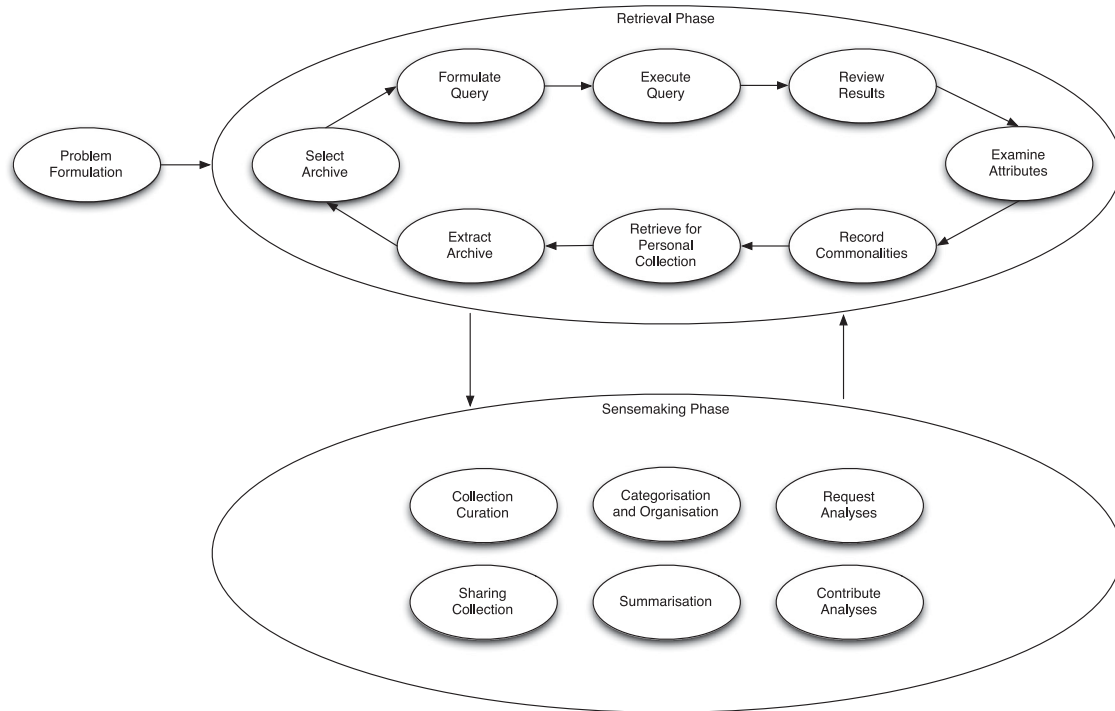 Retrieval Phase
Formulate
Query
Execute
Query
Review
Results
Problem
Formulation
Select
Archive
Examine
Attributes
Extract
Archive
Retrieve for
Personal
Collection
Record
Commonalities
Sensemaking Phase
Collection
Curation
Categorisation
and Organisation
Request
Analyses
Sharing
Collection
Summarisation
Contribute
Analyses